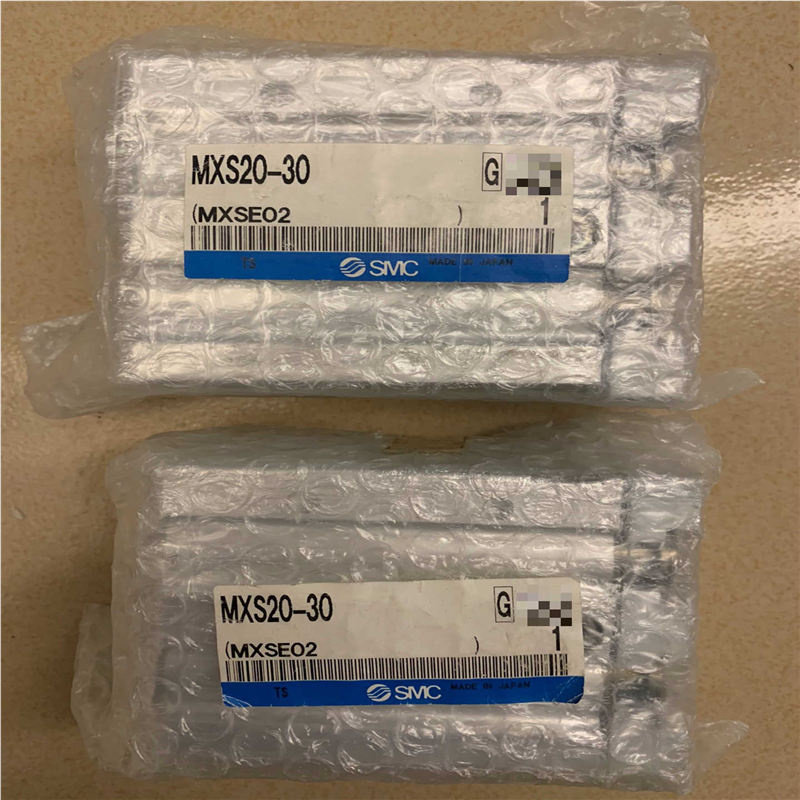 MXS20-30 G
(MXSE02 ) 1
TS SMC MADE IN JAPAN
MXS20-30 G
(MXSE02 ) 1
TS SMC MADE IN JAPAN